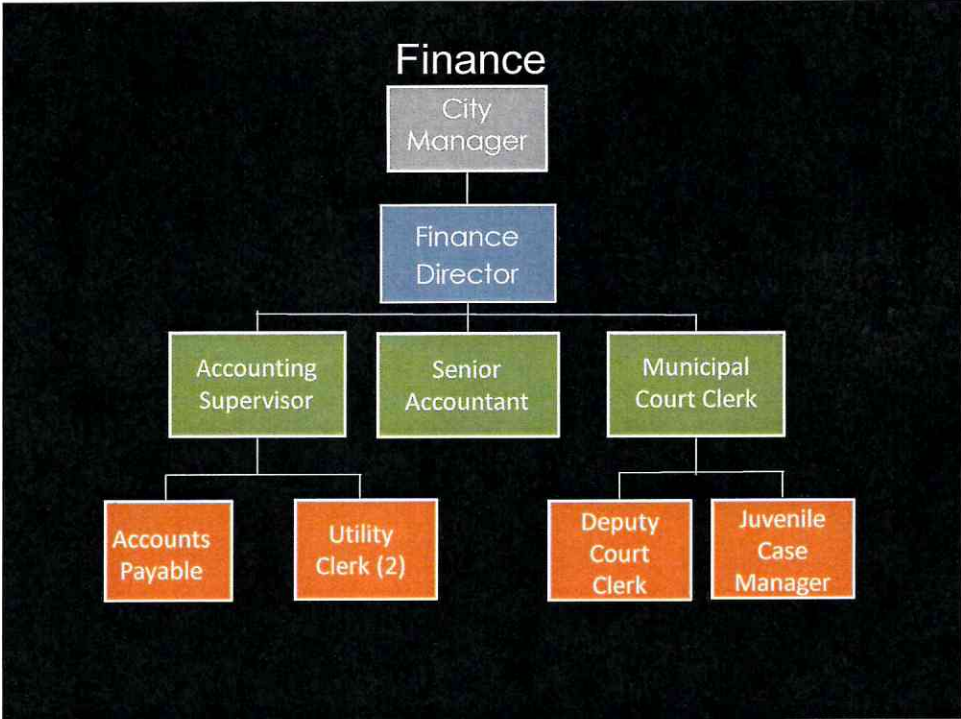 Finance
City
Manager
Finance
Director
Accounting
Supervisor
Senior
Accountant
Municipal
Court Clerk
Accounts
Payable
Utility
Clerk (2)
Deputy
Court
Clerk
Juvenile
Case
Manager